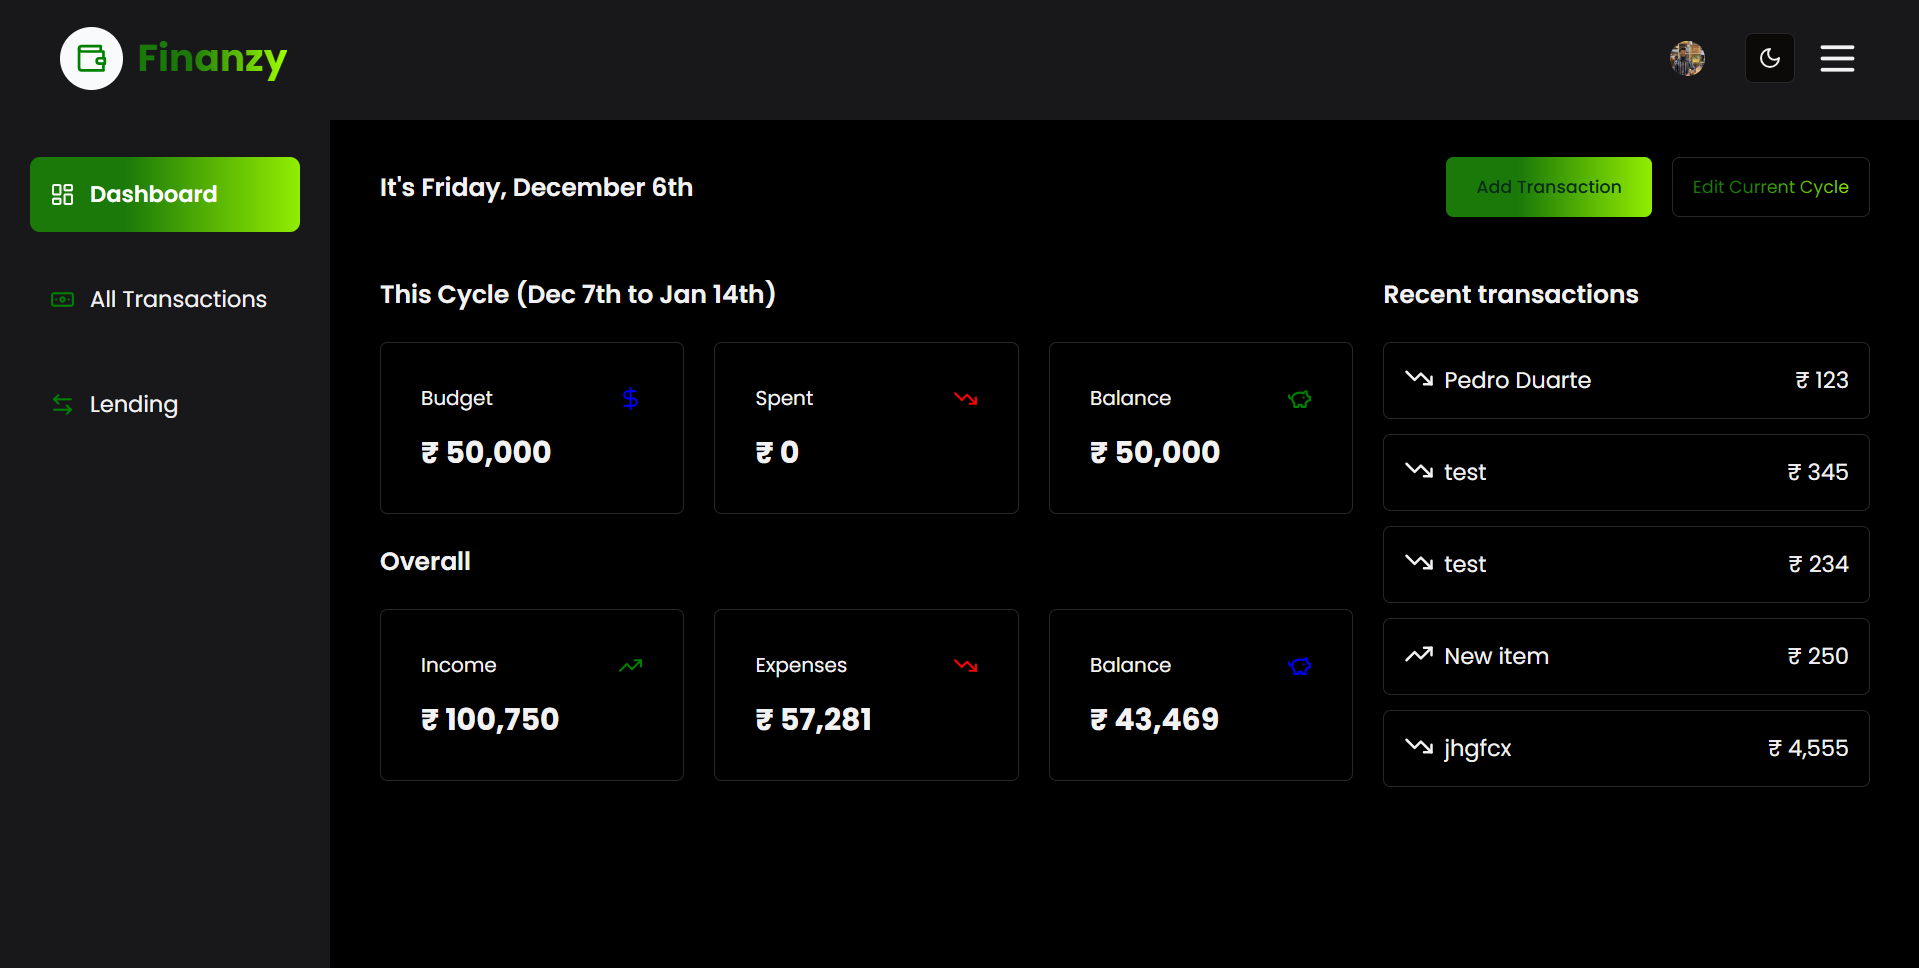 Finanzy
Dashboard
All Transactions
Lending
It's Friday, December 6th
Add Transaction
Edit Current Cycle
This Cycle (Dec 7th to Jan 14th)
Budget
₹ 50,000
Spent
₹ 0
Balance
₹ 50,000
Overall
Income
₹ 100,750
Expenses
₹ 57,281
Balance
₹ 43,469
Recent transactions
Pedro Duarte ₹ 123
test ₹ 345
test ₹ 234
New item ₹ 250
jhgfcx ₹ 4,555